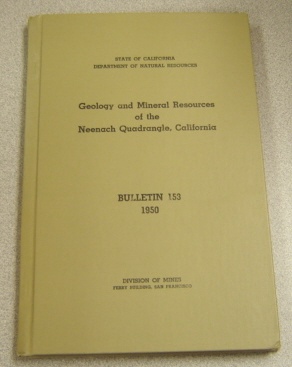 STATE OF CALIFORNIA
DEPARTMENT OF NATURAL RESOURCES
Geology and Mineral Resources
of the
Neenach Quadrangle, California
BULLETIN 153
1950
DIVISION OF MINES
FERRY BUILDING, SAN FRANCISCO